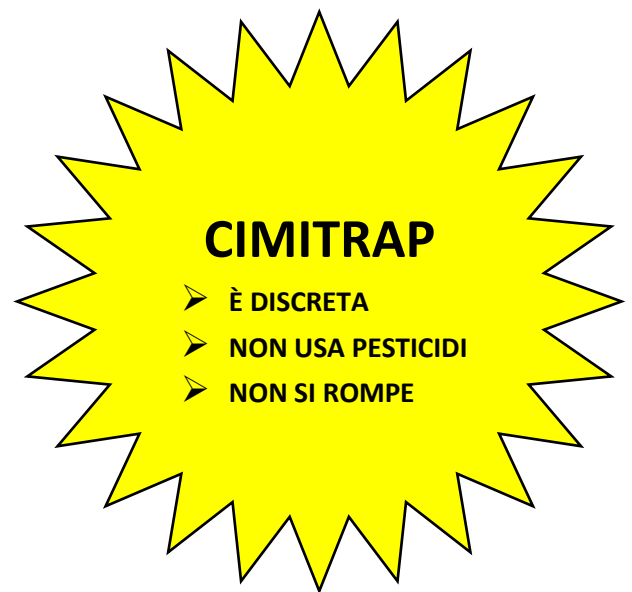 CIMITRAP
➢ È DISCRETA
➢ NON USA PESTICIDI
➢ NON SI ROMPE